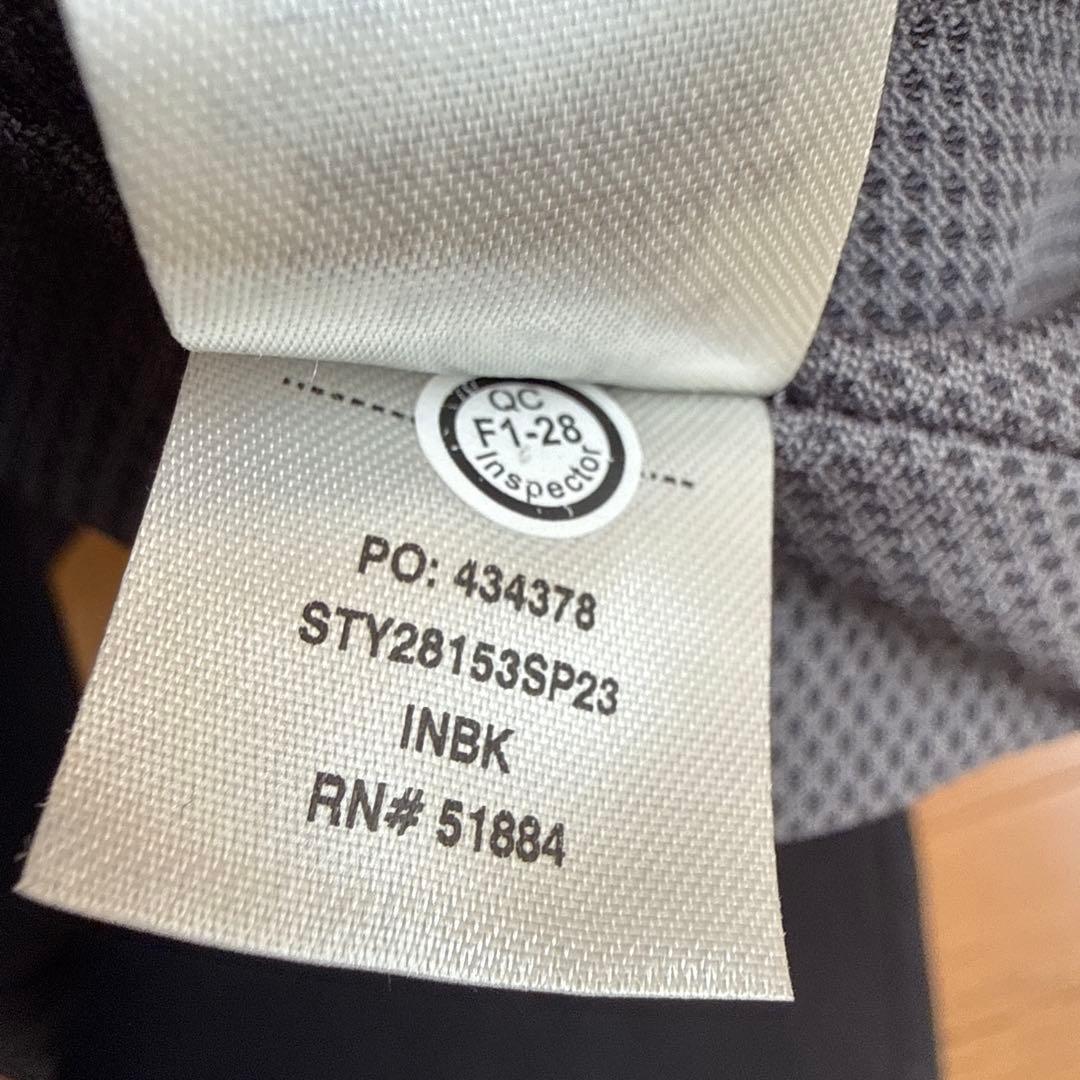 QC
F1-28
Inspector
PO: 434378
STY28153SP23
INBK
RN# 51884